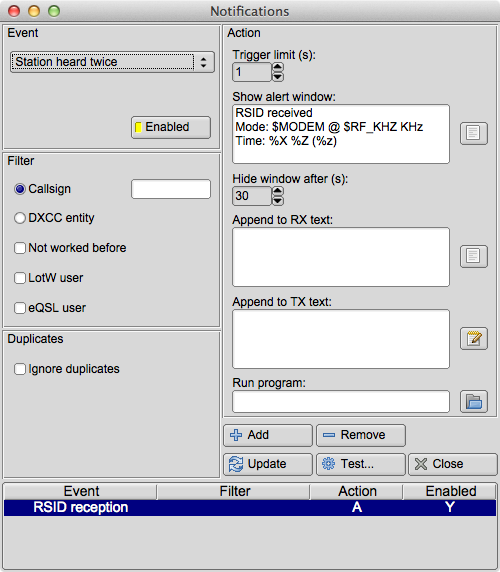 Notifications
Event
Station heard twice
Enabled
Filter
Callsign
DXCC entity
Not worked before
LotW user
eQSL user
Duplicates
Ignore duplicates
Action
Trigger limit (s):
1
Show alert window:
RSID received
Mode: $MODEM @ $RF_KHZ KHz
Time: %X %Z (%z)
Hide window after (s):
30
Append to RX text:
Append to TX text:
Run program:
Add
Remove
Update
Test...
Close
Event Filter Action Enabled
RSID reception A Y